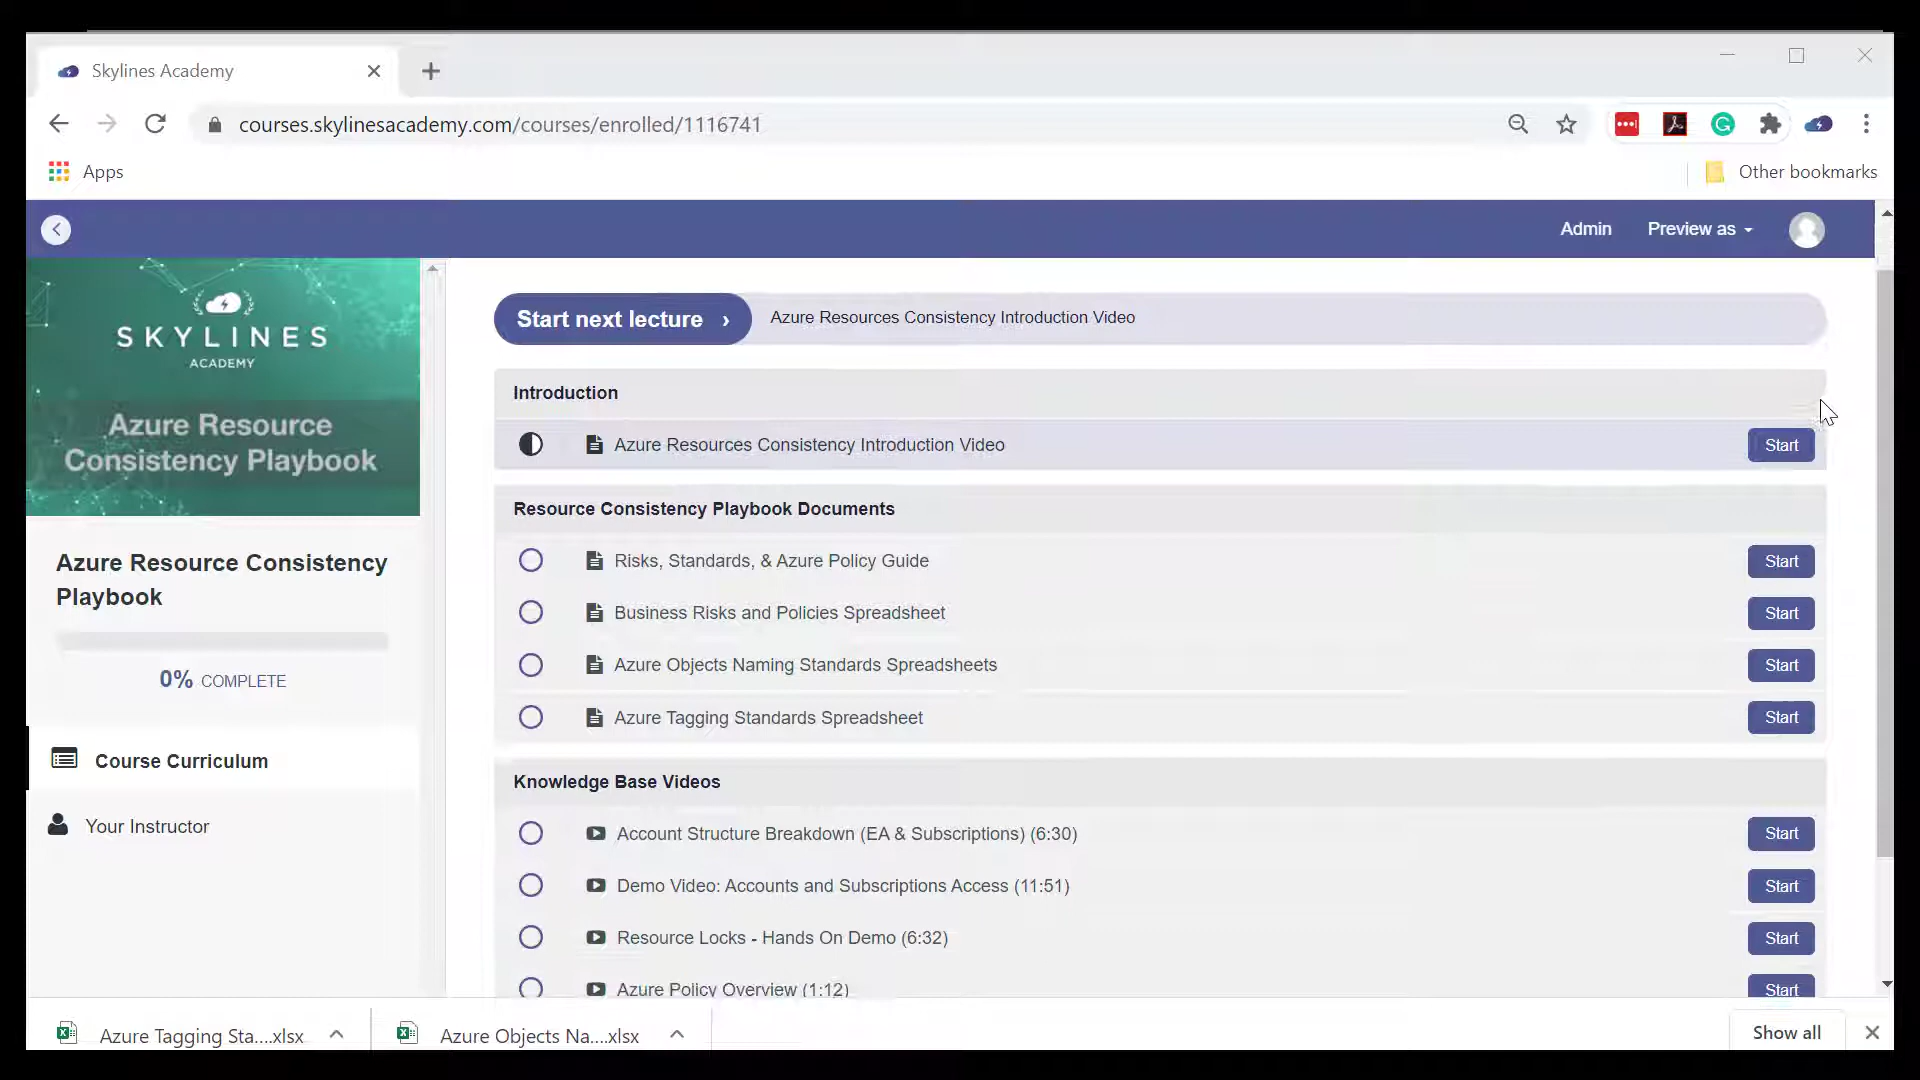 Skylines Academy
courses.skylinesacademy.com/courses/enrolled/1116741
Apps
Other bookmarks
Admin
Preview as
SKYLINES
ACADEMY
Azure Resource
Consistency Playbook
Azure Resource Consistency
Playbook
0% COMPLETE
Course Curriculum
Your Instructor
Start next lecture ›
Azure Resources Consistency Introduction Video
Introduction
Azure Resources Consistency Introduction Video
Start
Resource Consistency Playbook Documents
Risks, Standards, & Azure Policy Guide
Start
Business Risks and Policies Spreadsheet
Start
Azure Objects Naming Standards Spreadsheets
Start
Azure Tagging Standards Spreadsheet
Start
Knowledge Base Videos
Account Structure Breakdown (EA & Subscriptions) (6:30)
Start
Demo Video: Accounts and Subscriptions Access (11:51)
Start
Resource Locks - Hands On Demo (6:32)
Start
Azure Policy Overview (1:12)
Start
Azure Tagging Sta....xlsx
Azure Objects Na....xlsx
Show all